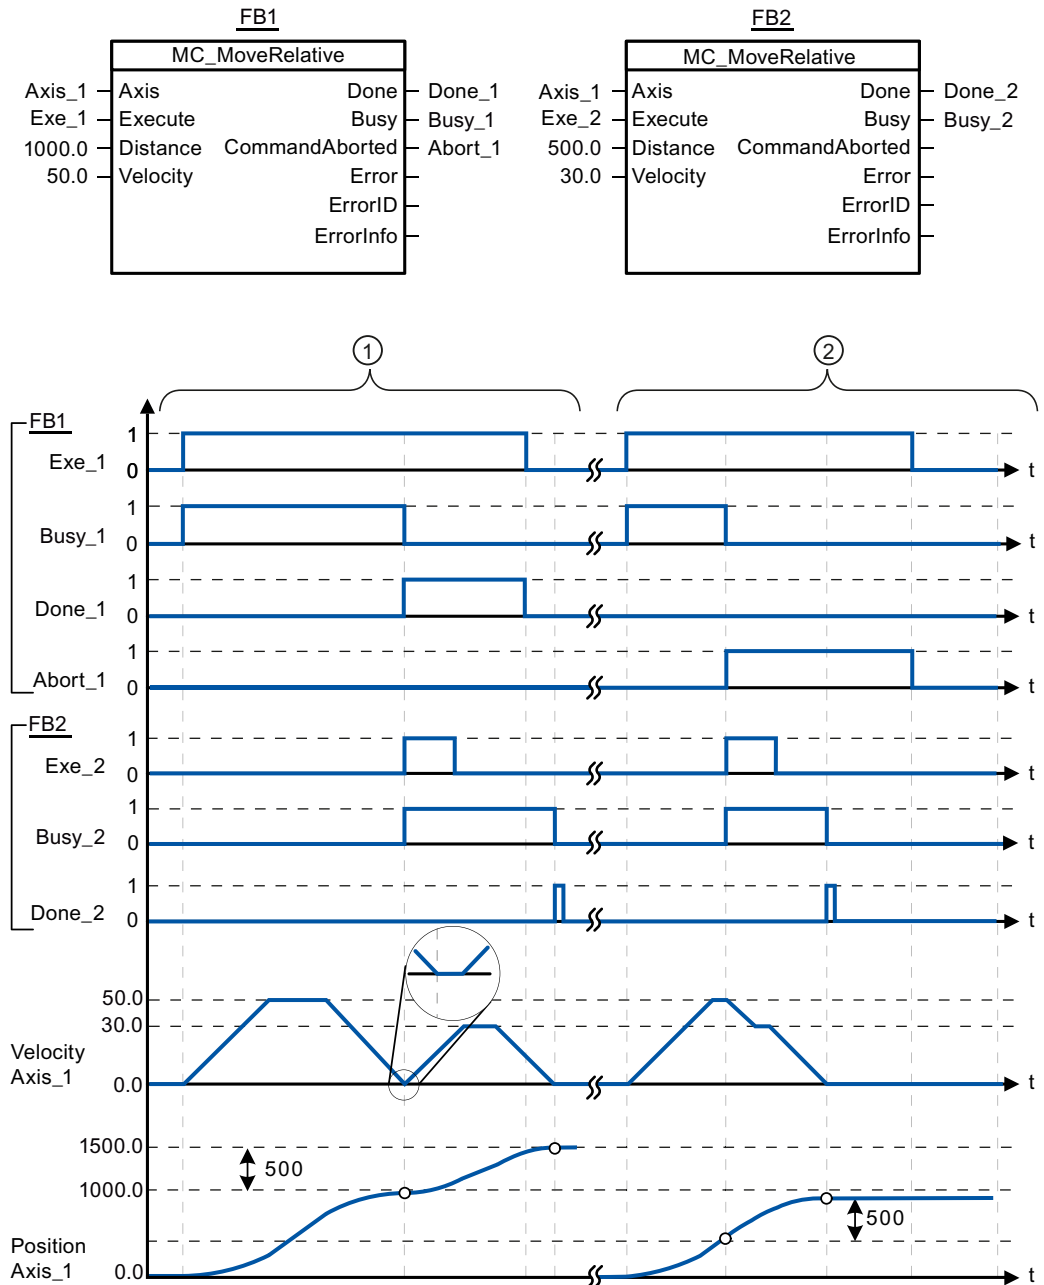 FB1
FB2
MC_MoveRelative
MC_MoveRelative
Axis_1 Axis Done Done_1
Exe_1 Execute Busy Busy_1
1000.0 Distance CommandAborted Abort_1
50.0 Velocity Error
ErrorID
ErrorInfo
Axis_1 Axis Done Done_2
Exe_2 Execute Busy Busy_2
500.0 Distance CommandAborted
30.0 Velocity Error
ErrorID
ErrorInfo
1
2
FB1
1
Exe_1 0 t
1
Busy_1 0 t
1
Done_1 0 t
1
Abort_1 0 t
FB2
1
Exe_2 0 t
1
Busy_2 0 t
1
Done_2 0 t
50.0
30.0
Velocity
Axis_1
0.0 t
1500.0
500
1000.0
500
Position
Axis_1
0.0 t